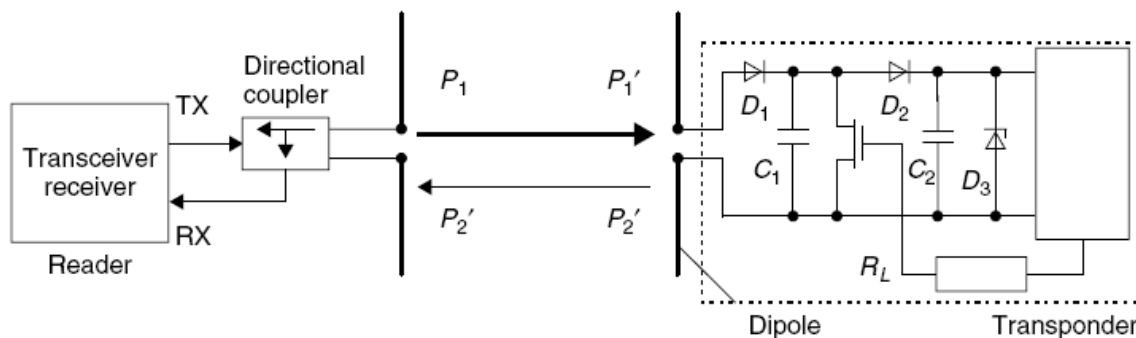 Directional
coupler
TX
Transceiver
receiver
RX
Reader
P1
P1′
P2′
P2′
D1
C1
D2
C2
D3
RL
Dipole
Transponder